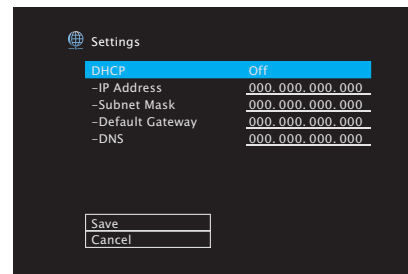 Settings
DHCP Off
-IP Address 000.000.000.000
-Subnet Mask 000.000.000.000
-Default Gateway 000.000.000.000
-DNS 000.000.000.000
Save
Cancel